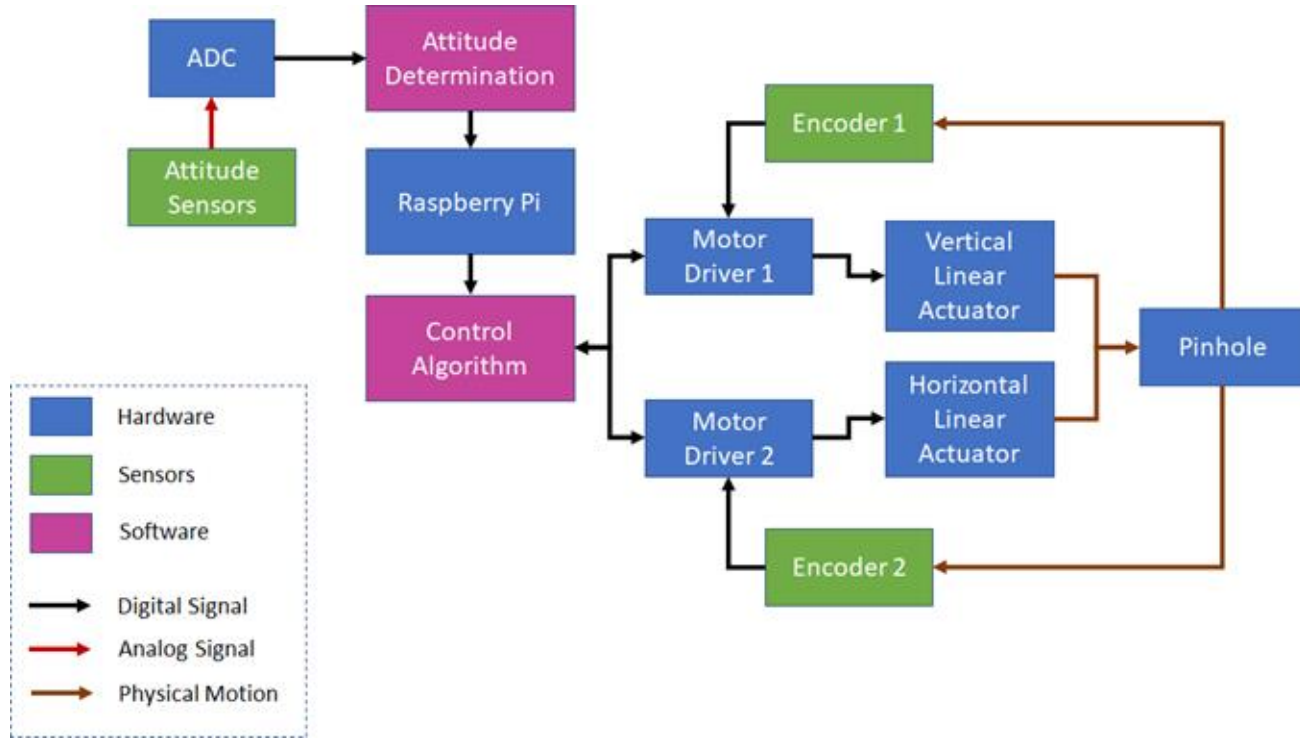 ADC
Attitude
Determination
Attitude
Sensors
Raspberry Pi
Control
Algorithm
Encoder 1
Motor
Driver 1
Vertical
Linear
Actuator
Pinhole
Motor
Driver 2
Horizontal
Linear
Actuator
Encoder 2
Hardware
Sensors
Software
Digital Signal
Analog Signal
Physical Motion